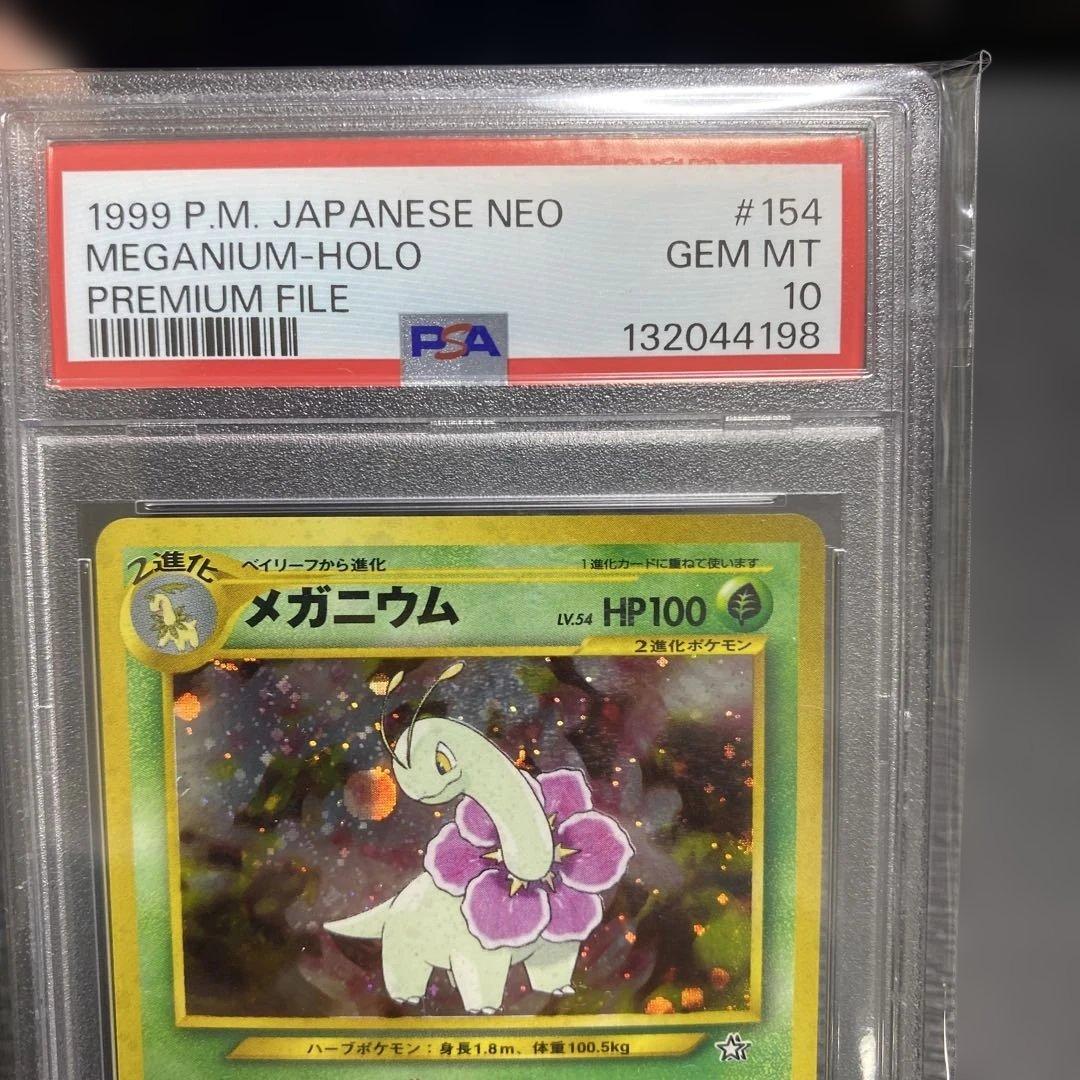 1999 P.M. JAPANESE NEO #154
MEGANIUM-HOLO GEM MT
PREMIUM FILE 10
PSA 132044198
2進化 ベイリーフから進化 1進化カードに重ねて使います
メガニウム LV.54 HP100
2進化ポケモン
ハーブポケモン：身長1.8m、体重100.5kg